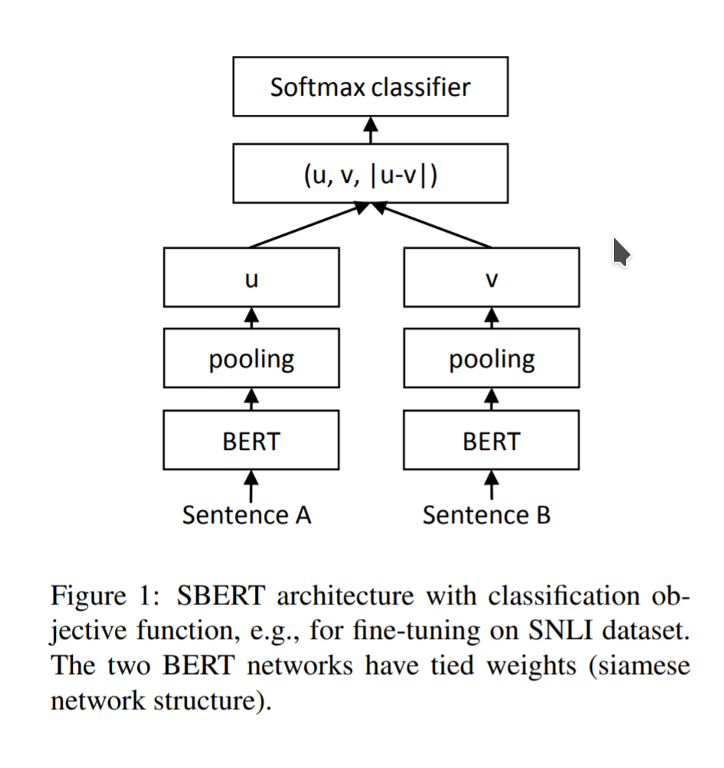 Softmax classifier
(u, v, |u-v|)
u
v
pooling
pooling
BERT
BERT
Sentence A
Sentence B
Figure 1: SBERT architecture with classification ob-
jective function, e.g., for fine-tuning on SNLI dataset.
The two BERT networks have tied weights (siamese
network structure).